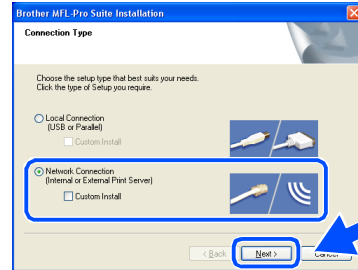 Brother MFL-Pro Suite Installation
Connection Type
Choose the setup type that best suits your needs.
Click the type of Setup you require.
Local Connection
(USB or Parallel)
Custom Install
Network Connection
(Internal or External Print Server)
Custom Install
< Back
Next >
Cancel